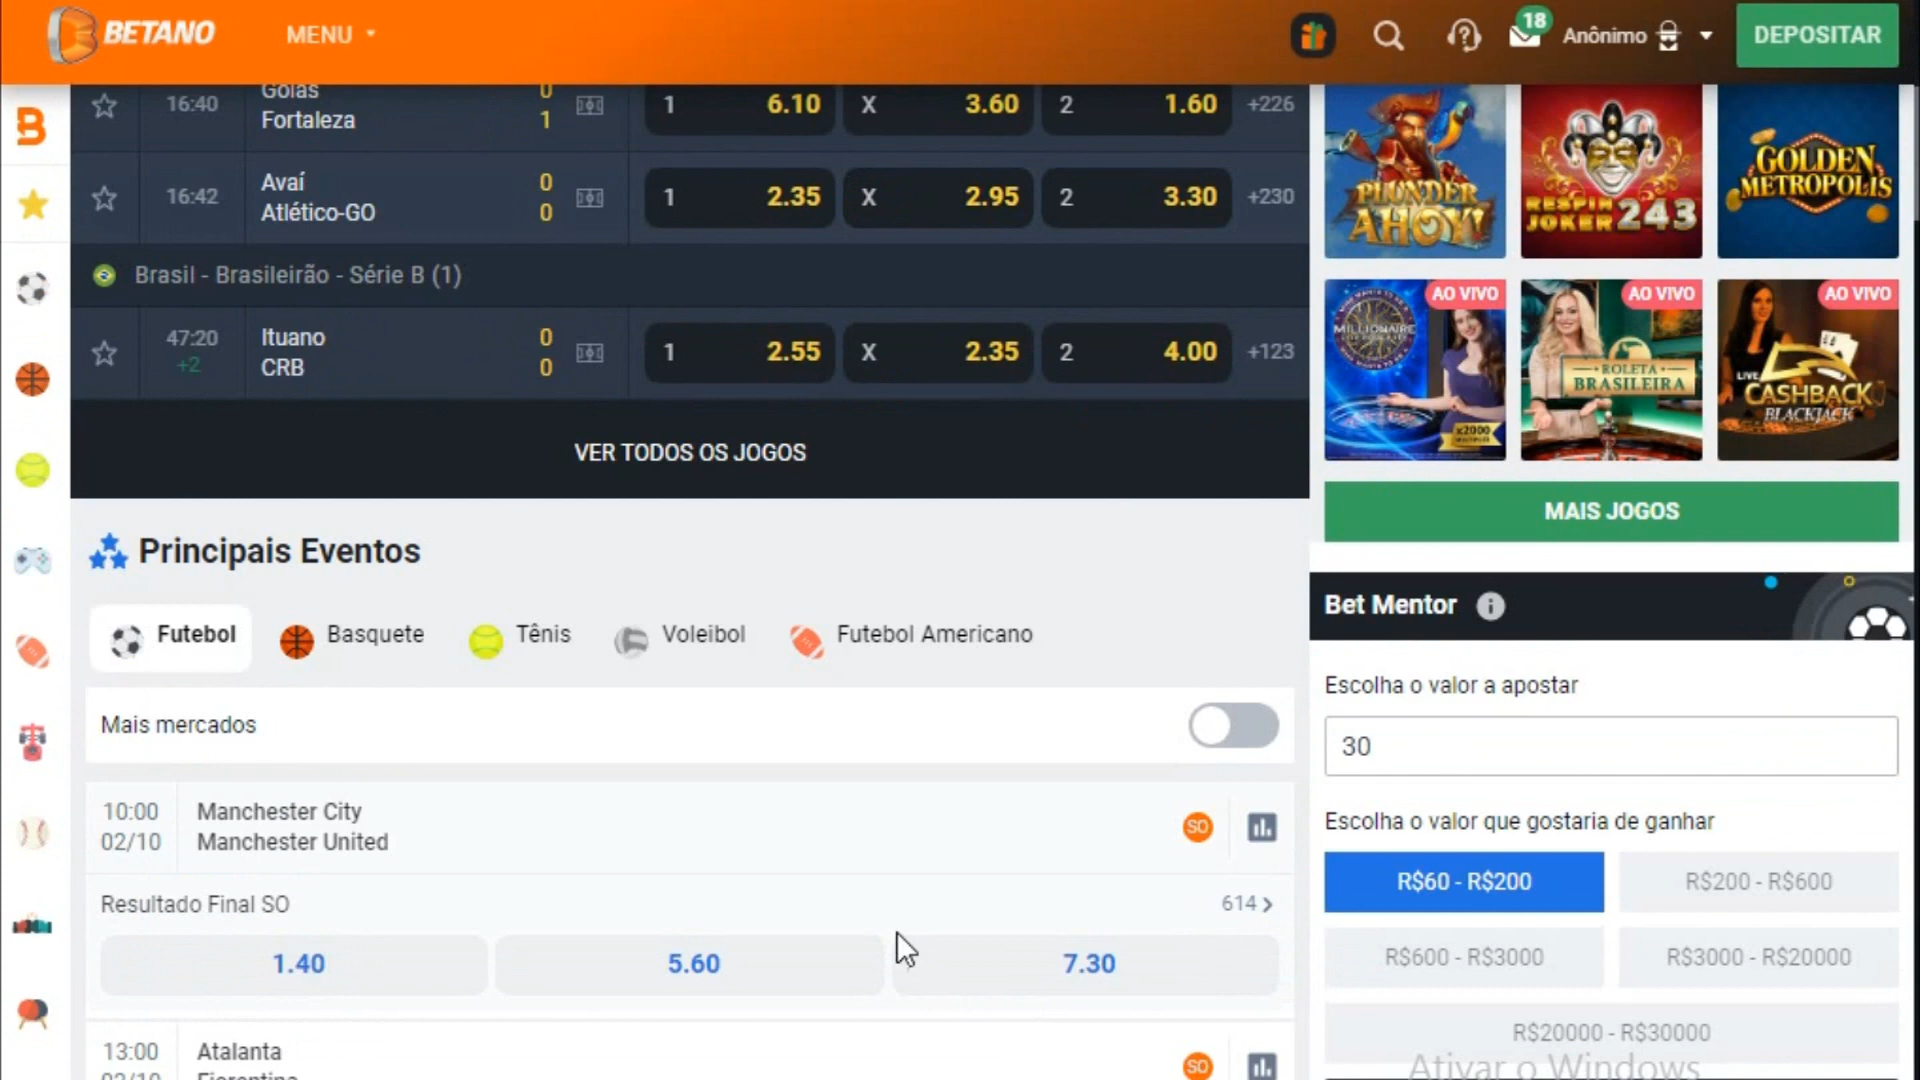 BETANO
MENU
18
Anônimo
DEPOSITAR
16:40
Goiás 0
Fortaleza 1
1 6.10
X 3.60
2 1.60
+226
16:42
Avaí 0
Atlético-GO 0
1 2.35
X 2.95
2 3.30
+230
Brasil - Brasileirão - Série B (1)
47:20
+2
Ituano 0
CRB 0
1 2.55
X 2.35
2 4.00
+123
VER TODOS OS JOGOS
Principais Eventos
Futebol
Basquete
Tênis
Voleibol
Futebol Americano
Mais mercados
10:00
02/10
Manchester City
Manchester United
SO
Resultado Final SO
614
1.40
5.60
7.30
13:00
02/10
Atalanta
Fiorentina
SO
PLUNDER
AHOY!
RESPIN
JOKER 243
GOLDEN
METROPOLIS
AO VIVO
MILLIONAIRE
x2000
AO VIVO
ROLETA
BRASILEIRA
AO VIVO
LIVE
CASHBACK
BLACKJACK
MAIS JOGOS
Bet Mentor
Escolha o valor a apostar
30
Escolha o valor que gostaria de ganhar
R$60 - R$200
R$200 - R$600
R$600 - R$3000
R$3000 - R$20000
R$20000 - R$30000
Ativar o Windows